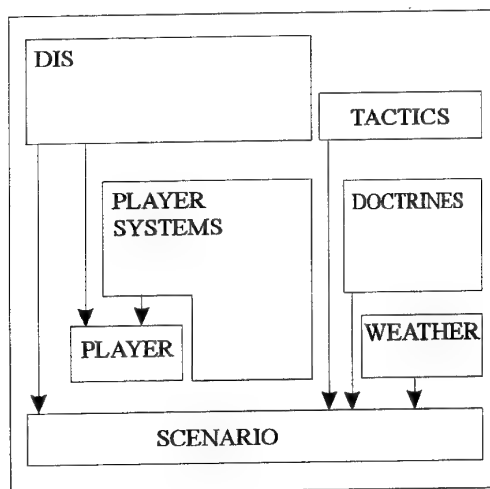 DIS
TACTICS
PLAYER
SYSTEMS
DOCTRINES
WEATHER
PLAYER
SCENARIO